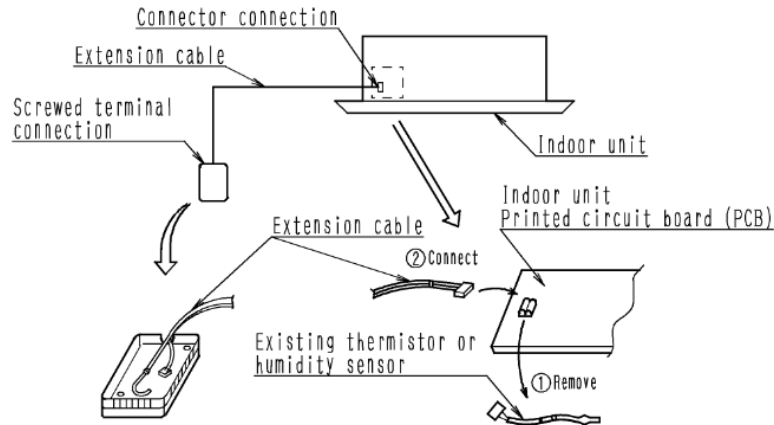 Connector connection
Extension cable
Screwed terminal
connection
Indoor unit
Indoor unit
Printed circuit board (PCB)
Extension cable
②Connect
Existing thermistor or
humidity sensor
①Remove